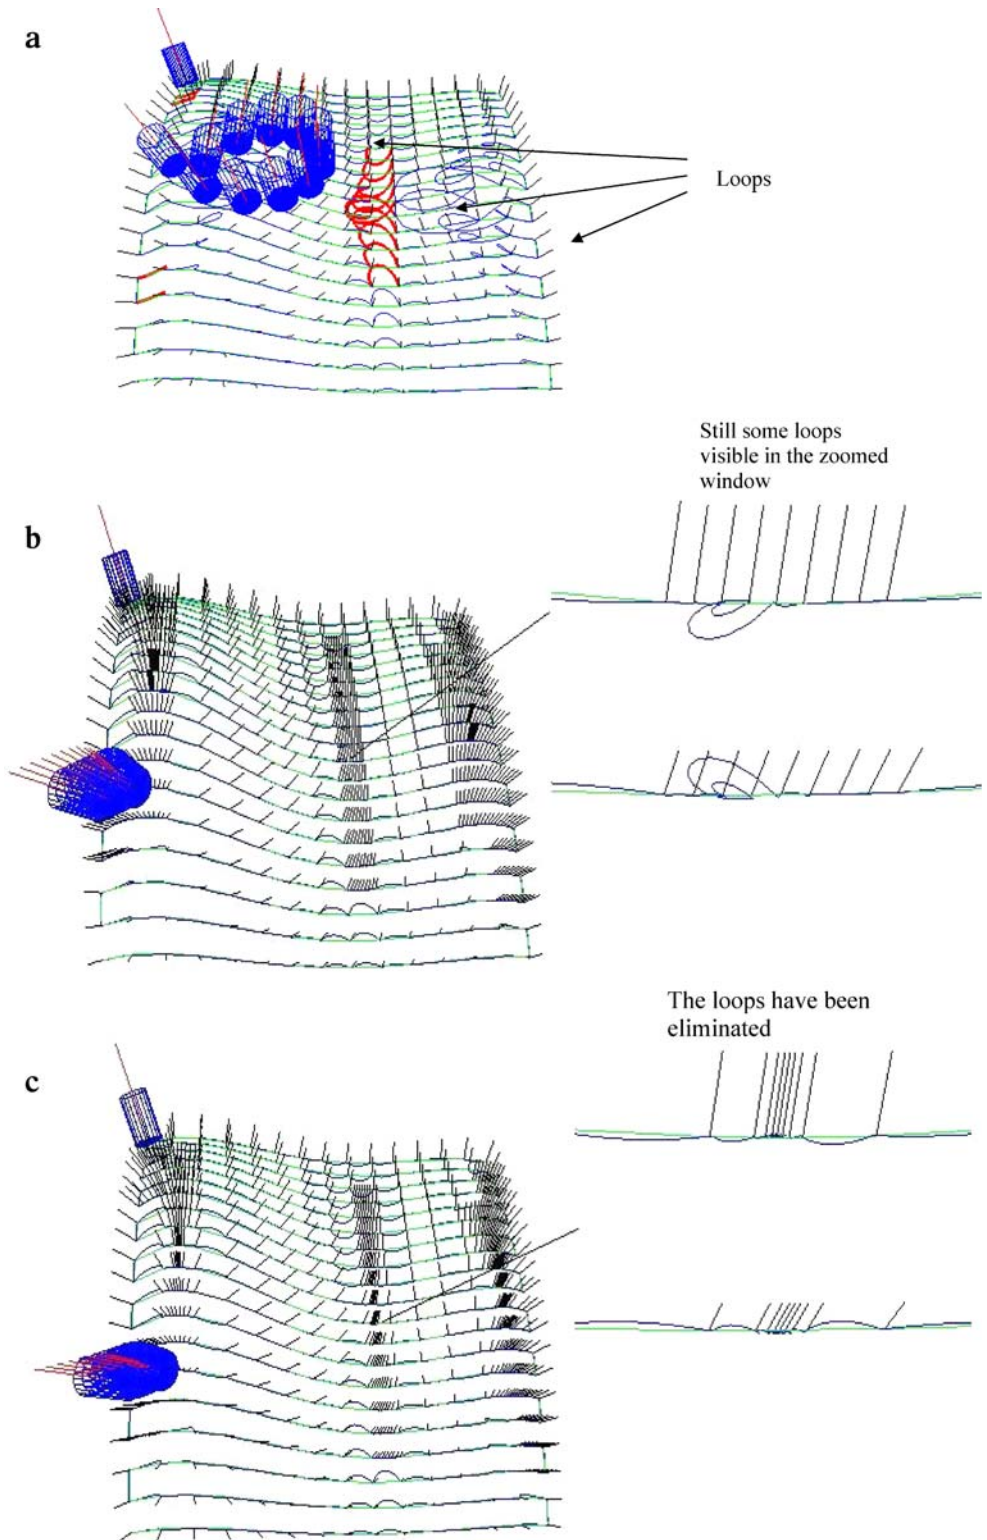 a
Loops
Still some loops
visible in the zoomed
window
b
The loops have been
eliminated
c